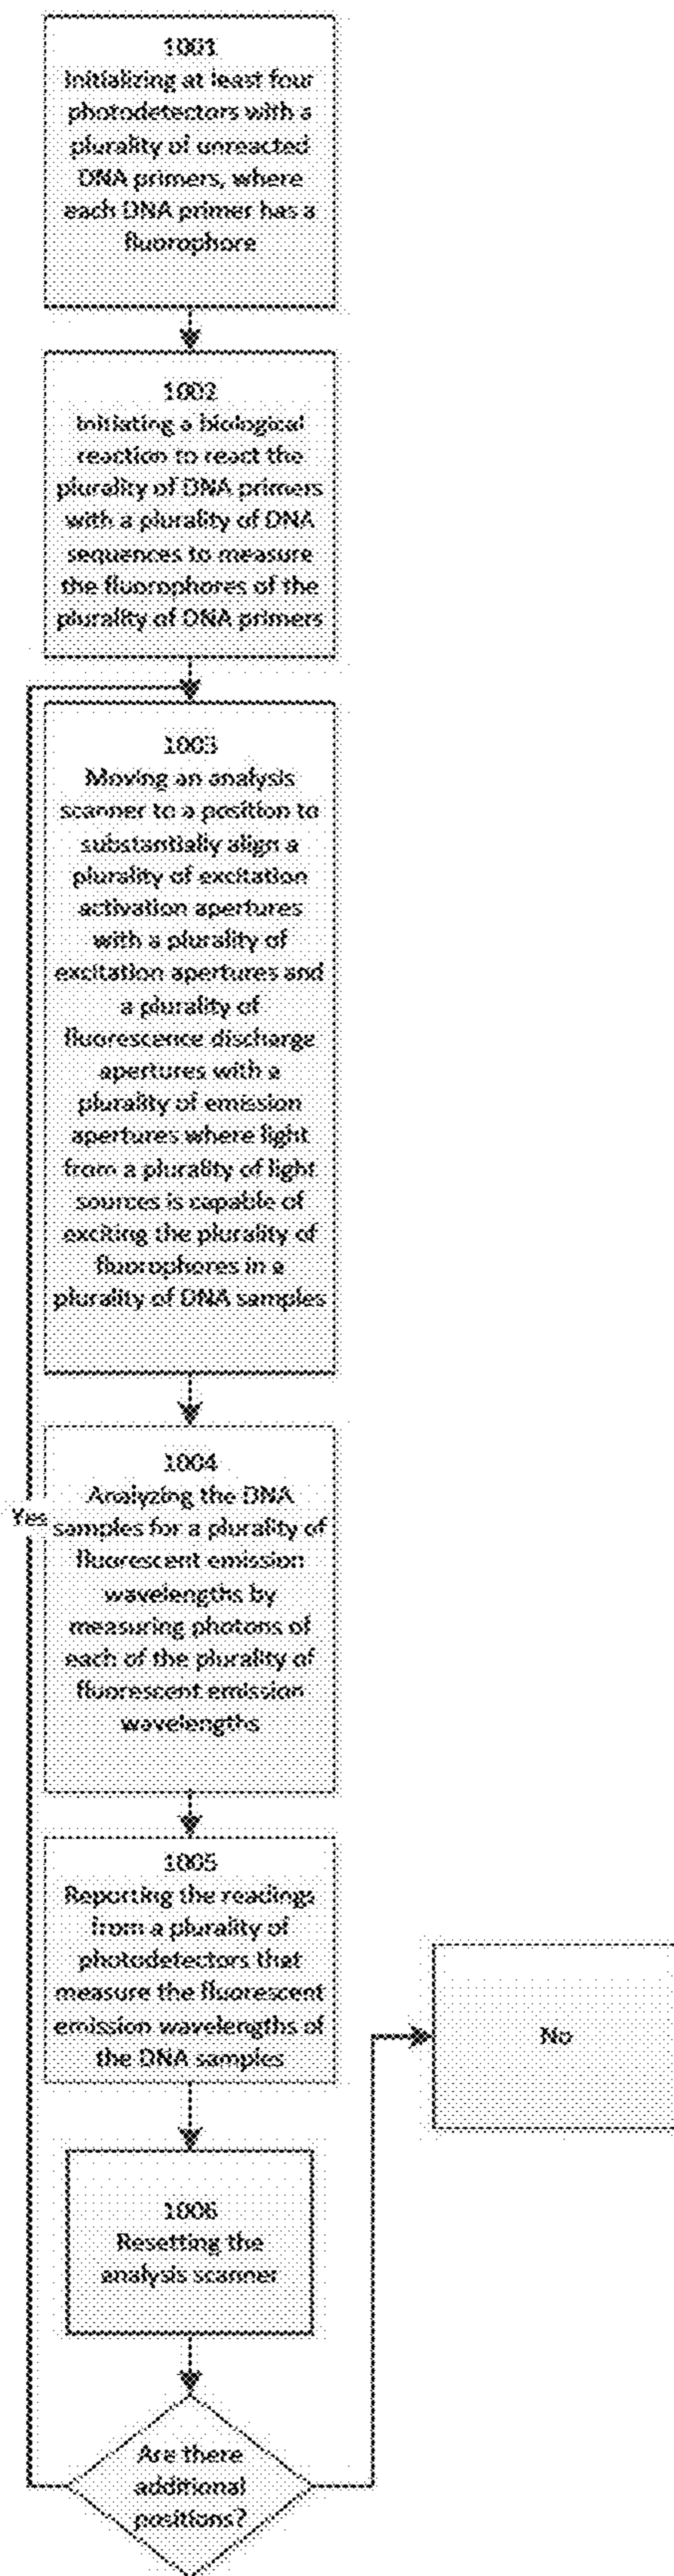 1001
Initializing at least four
photodetectors with a
plurality of unreacted
DNA primers, where
each DNA primer has a
fluorophore
1002
Initiating a biological
reaction to react the
plurality of DNA primers
with a plurality of DNA
sequences to measure
the fluorophores of the
plurality of DNA primers
1003
Moving an analysis
scanner to a position to
substantially align a
plurality of excitation
activation apertures
with a plurality of
excitation apertures and
a plurality of
fluorescence discharge
apertures with a
plurality of emission
apertures where light
from a plurality of light
sources is capable of
exciting the plurality of
fluorophores in a
plurality of DNA samples
1004
Analyzing the DNA
samples for a plurality of
fluorescent emission
wavelengths by
measuring photons of
each of the plurality of
fluorescent emission
wavelengths
Yes
1005
Reporting the readings
from a plurality of
photodetectors that
measure the fluorescent
emission wavelengths of
the DNA samples
No
1006
Resetting the
analysis scanner
Are there
additional
positions?